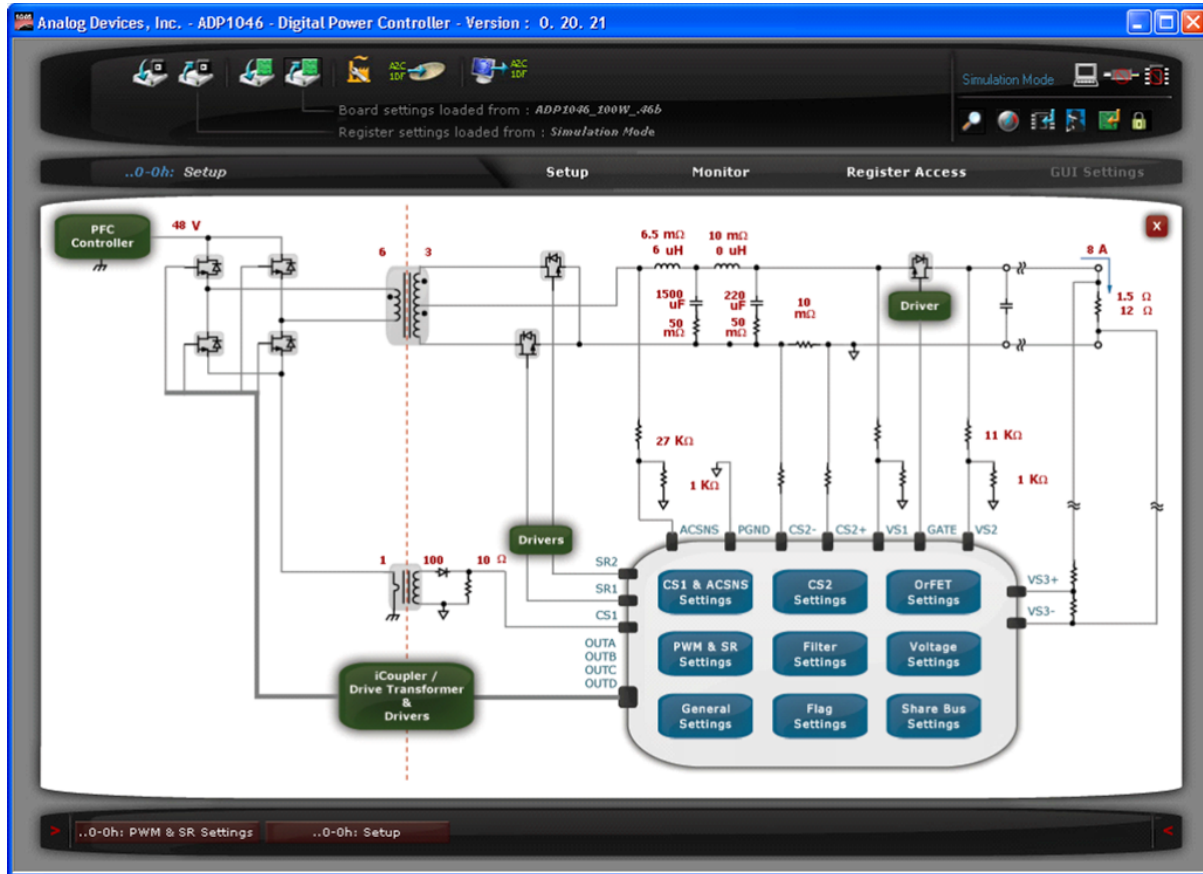 Analog Devices, Inc. - ADP1046 - Digital Power Controller - Version : 0. 20. 21
A2C
1DF
A2C
1DF
Simulation Mode
Board settings loaded from : ADP1046_100W_.46b
Register settings loaded from : Simulation Mode
..0-0h: Setup
Setup
Monitor
Register Access
GUI Settings
PFC
Controller
48 V
6
3
6.5 mΩ
6 uH
10 mΩ
0 uH
8 A
X
1500
uF
50
mΩ
220
uF
50
mΩ
10
mΩ
Driver
1.5 Ω
12 Ω
27 KΩ
1 KΩ
11 KΩ
1 KΩ
Drivers
ACSNS
PGND
CS2-
CS2+
VS1
GATE
VS2
1
100
10 Ω
SR2
SR1
CS1
OUTA
OUTB
OUTC
OUTD
VS3+
VS3-
CS1 & ACSNS
Settings
CS2
Settings
OrFET
Settings
PWM & SR
Settings
Filter
Settings
Voltage
Settings
General
Settings
Flag
Settings
Share Bus
Settings
iCoupler /
Drive Transformer
&
Drivers
>
..0-0h: PWM & SR Settings
..0-0h: Setup
<